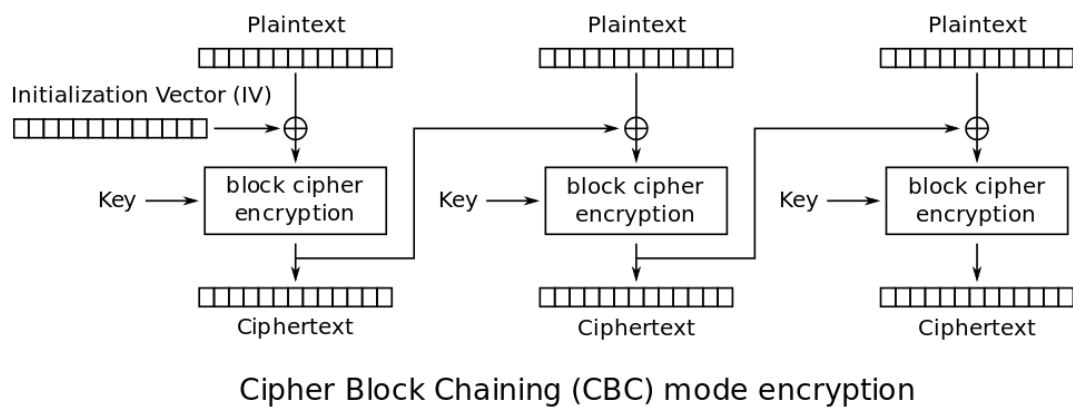 Plaintext
Plaintext
Plaintext
Initialization Vector (IV)
Key
block cipher
encryption
Key
block cipher
encryption
Key
block cipher
encryption
Ciphertext
Ciphertext
Ciphertext
Cipher Block Chaining (CBC) mode encryption